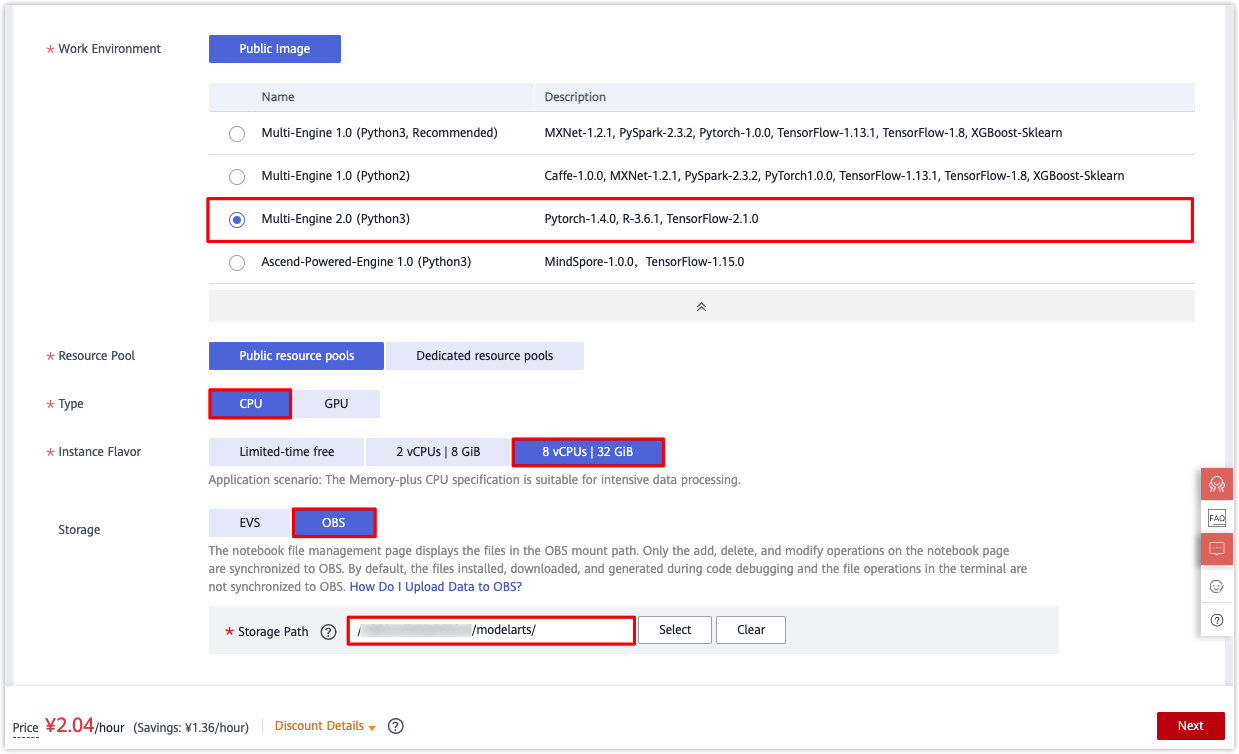 * Work Environment
Public Image
Name Description
Multi-Engine 1.0 (Python3, Recommended) MXNet-1.2.1, PySpark-2.3.2, Pytorch-1.0.0, TensorFlow-1.13.1, TensorFlow-1.8, XGBoost-Sklearn
Multi-Engine 1.0 (Python2) Caffe-1.0.0, MXNet-1.2.1, PySpark-2.3.2, PyTorch1.0.0, TensorFlow-1.13.1, TensorFlow-1.8, XGBoost-Sklearn
Multi-Engine 2.0 (Python3) Pytorch-1.4.0, R-3.6.1, TensorFlow-2.1.0
Ascend-Powered-Engine 1.0 (Python3) MindSpore-1.0.0，TensorFlow-1.15.0
* Resource Pool
Public resource pools Dedicated resource pools
* Type
CPU GPU
* Instance Flavor
Limited-time free 2 vCPUs | 8 GiB 8 vCPUs | 32 GiB
Application scenario: The Memory-plus CPU specification is suitable for intensive data processing.
Storage
EVS OBS
The notebook file management page displays the files in the OBS mount path. Only the add, delete, and modify operations on the notebook page
are synchronized to OBS. By default, the files installed, downloaded, and generated during code debugging and the file operations in the terminal are
not synchronized to OBS. How Do I Upload Data to OBS?
* Storage Path ? / /modelarts/ Select Clear
FAQ
?
Price ¥2.04/hour (Savings: ¥1.36/hour) Discount Details ?
Next